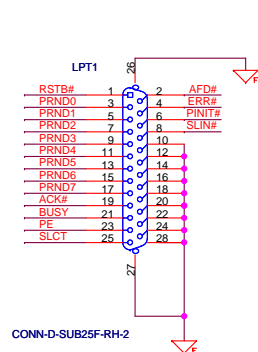 LPT1
26
RSTB# 1 2 AFD#
PRND0 3 4 ERR#
PRND1 5 6 PINIT#
PRND2 7 8 SLIN#
PRND3 9 10
PRND4 11 12
PRND5 13 14
PRND6 15 16
PRND7 17 18
ACK# 19 20
BUSY 21 22
PE 23 24
SLCT 25 28
27
CONN-D-SUB25F-RH-2